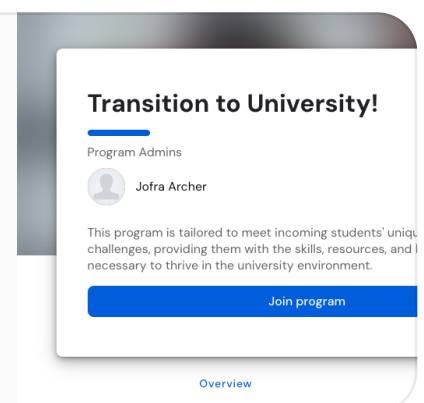 Transition to University!
Program Admins
Jofra Archer
This program is tailored to meet incoming students'
challenges, providing them with the skills, resources, and
necessary to thrive in the university environment.
Join program
Overview